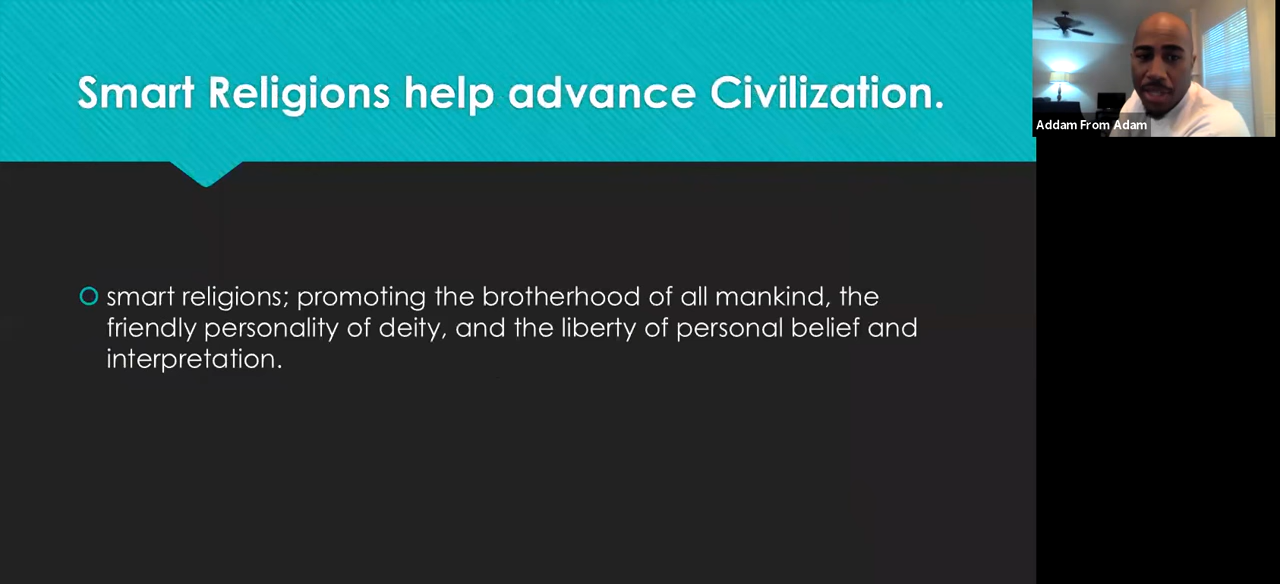 Smart Religions help advance Civilization.
Addam From Adam
smart religions; promoting the brotherhood of all mankind, the
friendly personality of deity, and the liberty of personal belief and
interpretation.